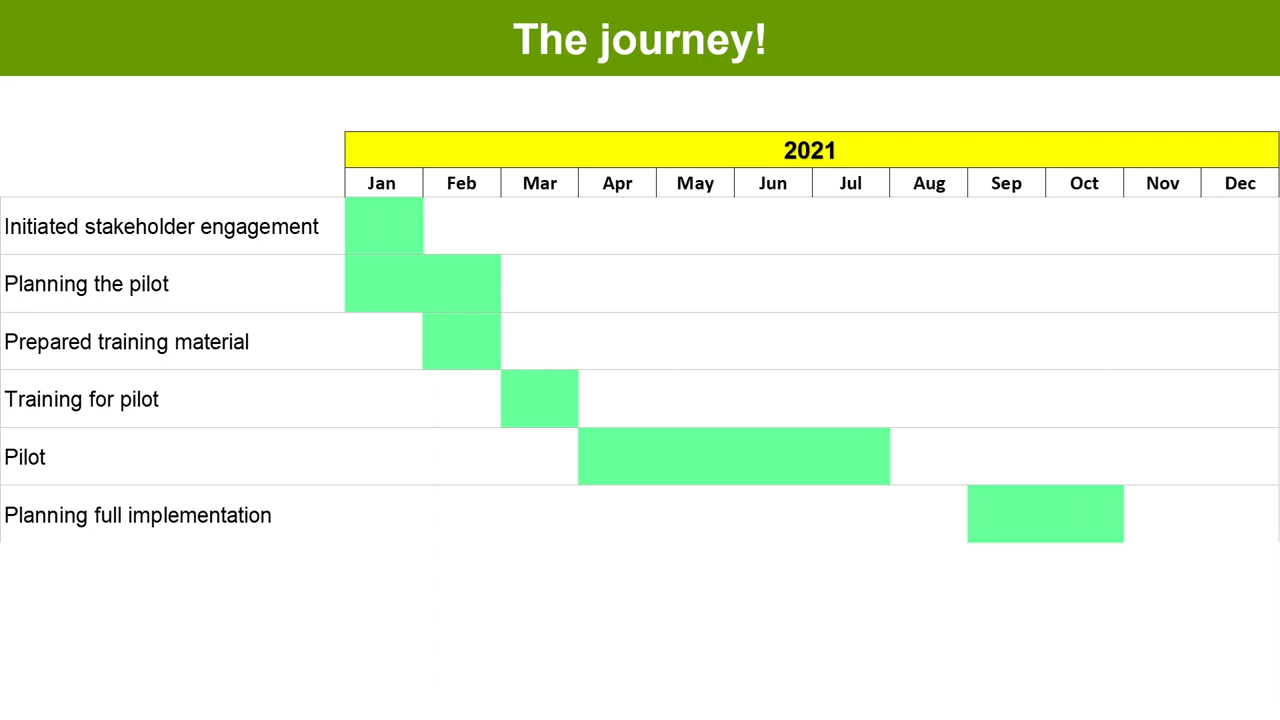 The journey!
2021
Jan Feb Mar Apr May Jun Jul Aug Sep Oct Nov Dec
Initiated stakeholder engagement
Planning the pilot
Prepared training material
Training for pilot
Pilot
Planning full implementation